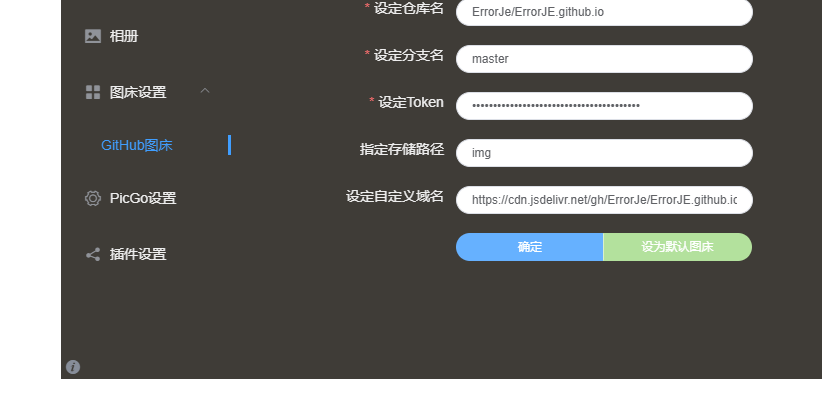 相册
图床设置
GitHub图床
PicGo设置
插件设置
* 设定仓库名
ErrorJe/ErrorJE.github.io
* 设定分支名
master
* 设定Token
••••••••••••••••••••••••••••••••••••••••
指定存储路径
img
设定自定义域名
https://cdn.jsdelivr.net/gh/ErrorJe/ErrorJE.github.io
确定
设为默认图床